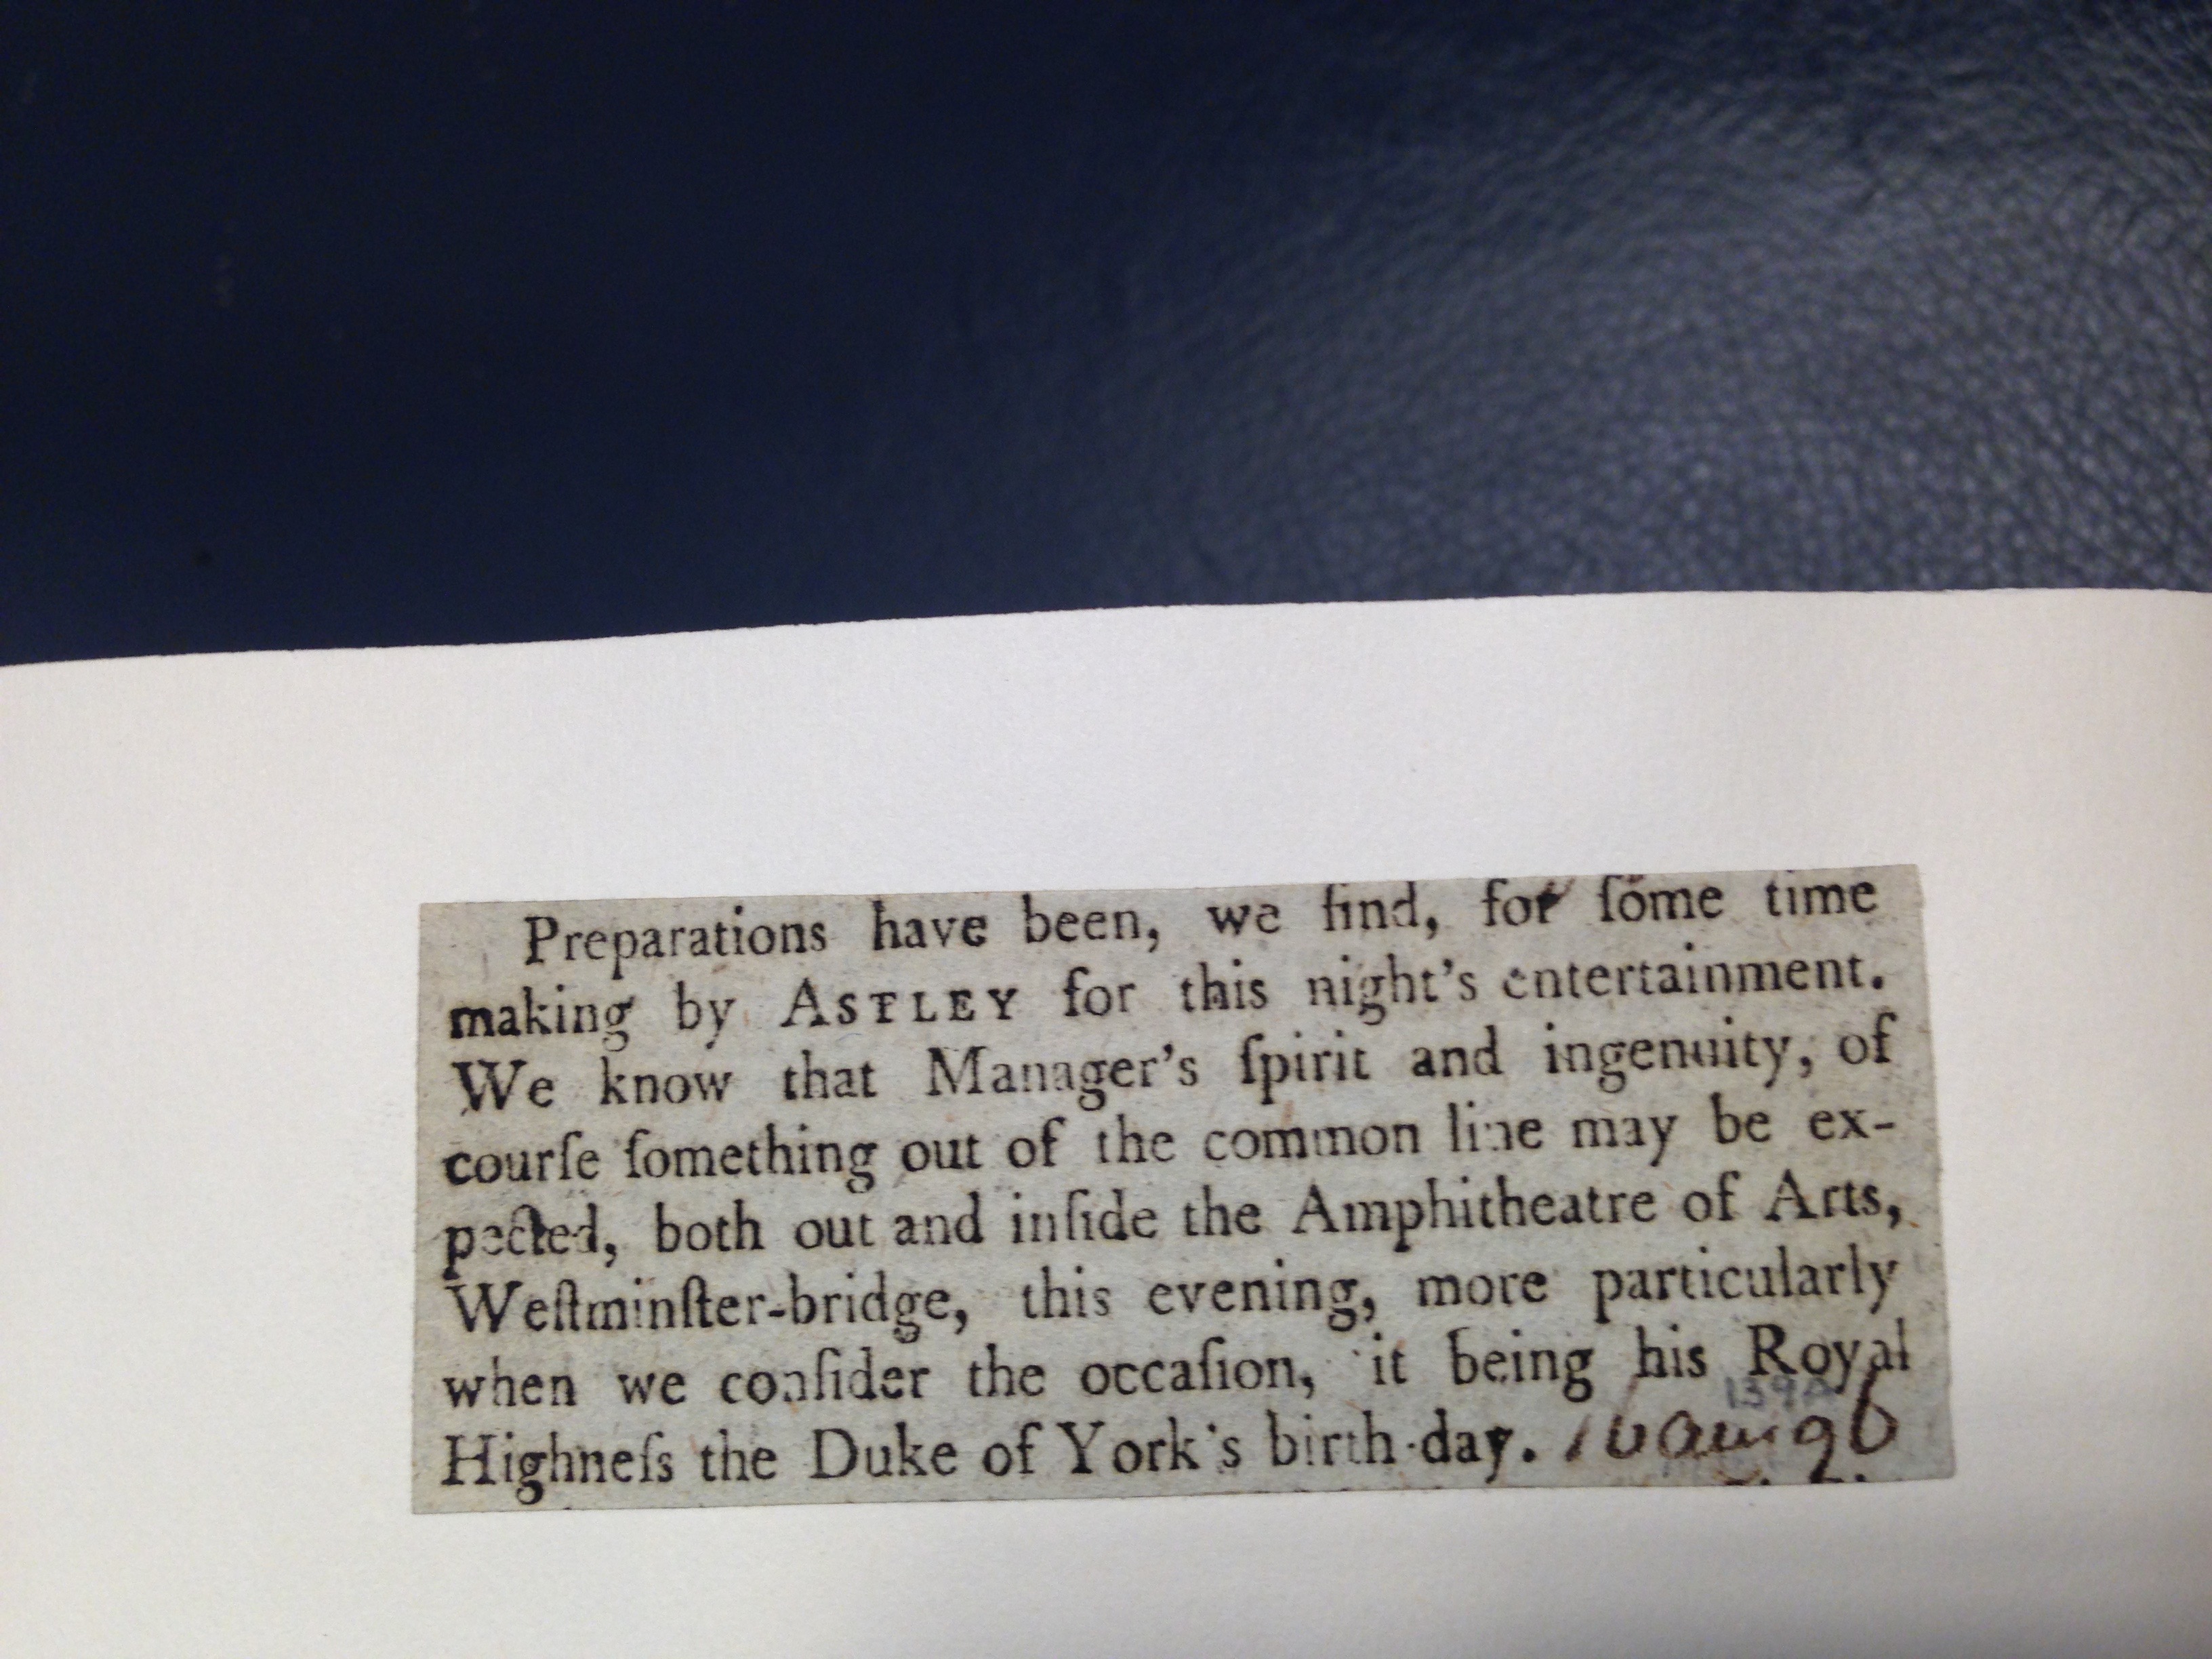 Preparations have been, we find, for ſome time
making by ASTLEY for this night's entertainment.
We know that Manager's ſpirit and ingenuity, of
courſe ſomething out of the common line may be ex-
pected, both out and inſide the Amphitheatre of Arts,
Weſtminſter-bridge, this evening, more particularly
when we conſider the occaſion, it being his Royal
Highneſs the Duke of York's birth-day. 16 Aug 96